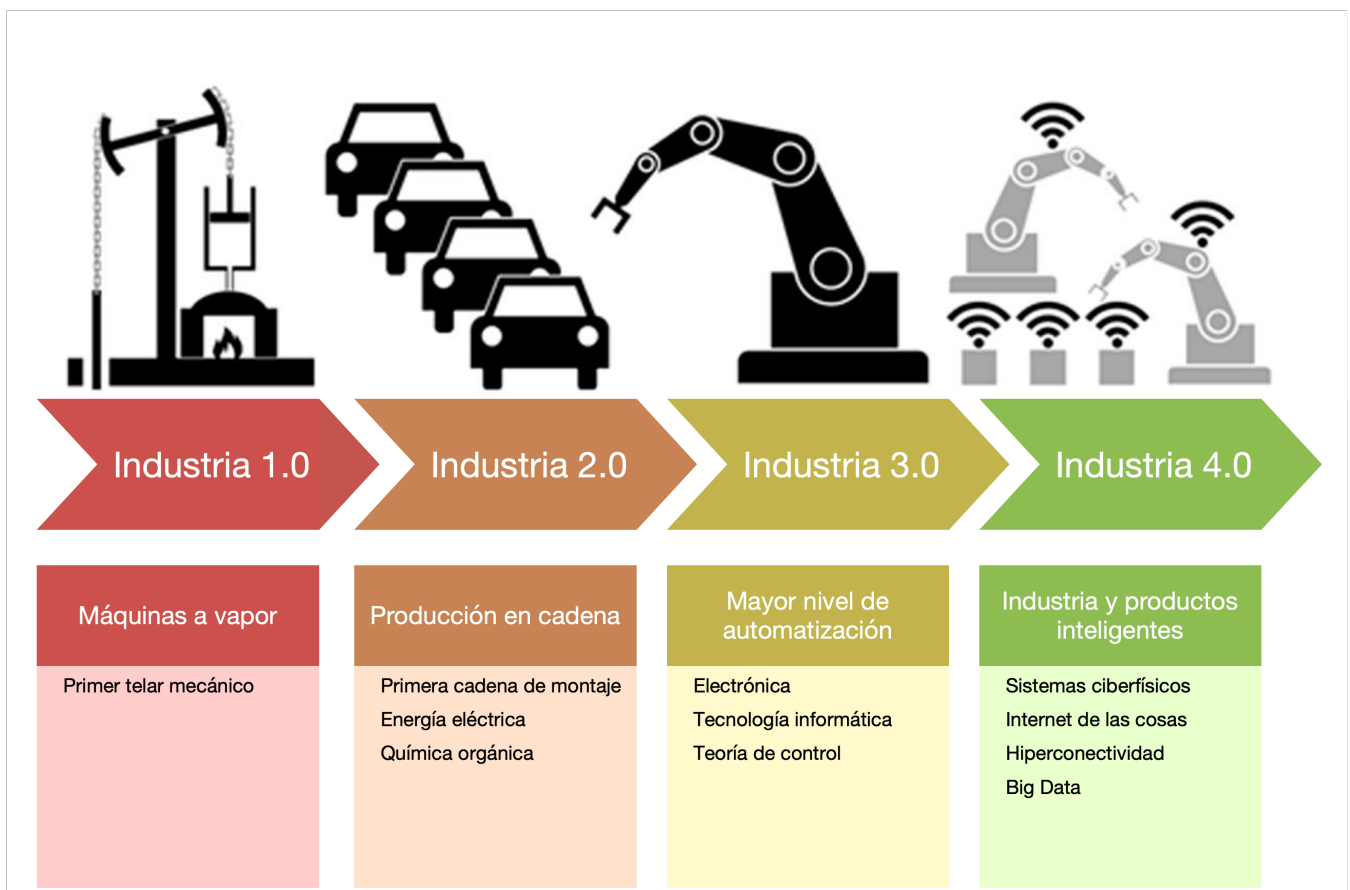 Industria 1.0
Industria 2.0
Industria 3.0
Industria 4.0
Máquinas a vapor
Primer telar mecánico
Producción en cadena
Primera cadena de montaje
Energía eléctrica
Química orgánica
Mayor nivel de
automatización
Electrónica
Tecnología informática
Teoría de control
Industria y productos
inteligentes
Sistemas ciberfísicos
Internet de las cosas
Hiperconectividad
Big Data